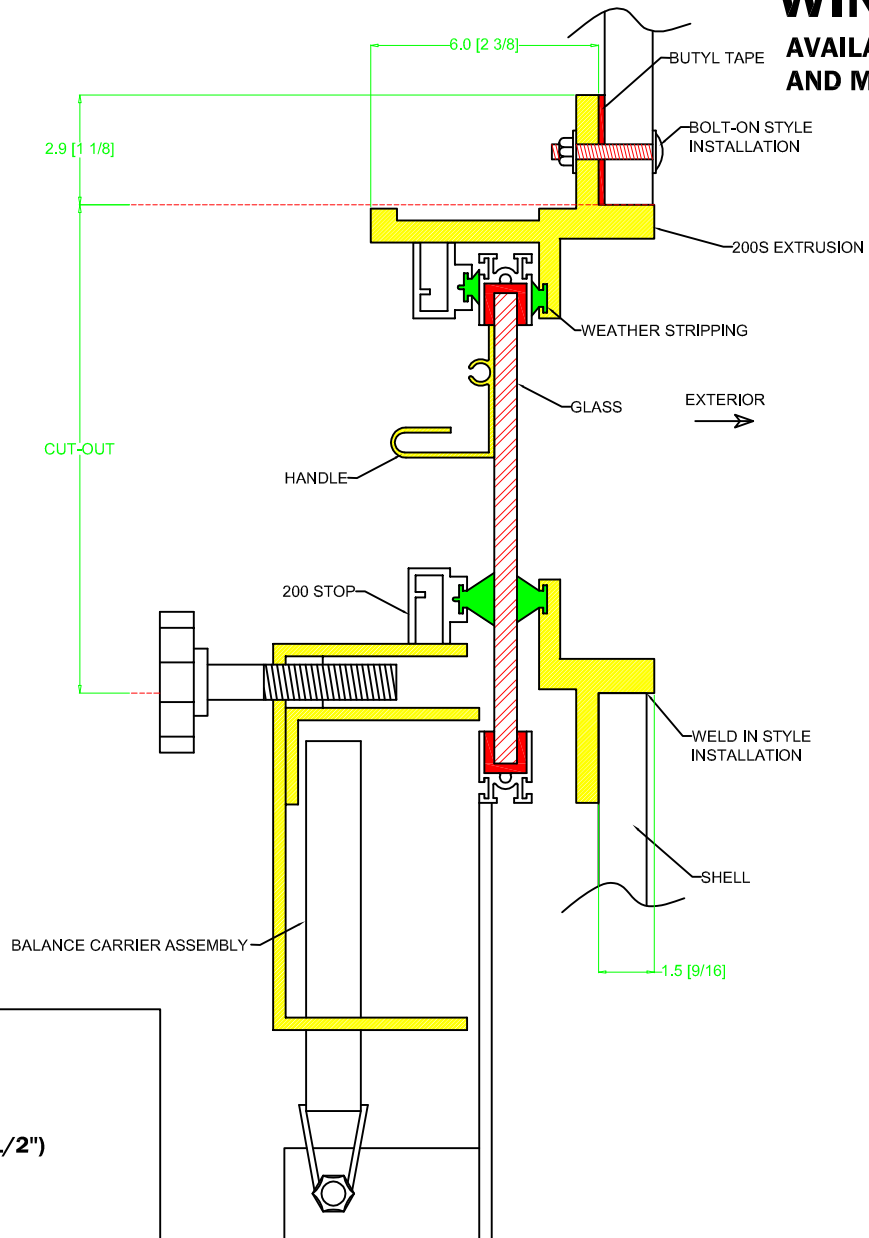 6.0 [2 3/8]
BUTYL TAPE
2.9 [1 1/8]
BOLT-ON STYLE
INSTALLATION
200S EXTRUSION
WEATHER STRIPPING
GLASS
EXTERIOR
CUT-OUT
HANDLE
200 STOP
WELD IN STYLE
INSTALLATION
SHELL
BALANCE CARRIER ASSEMBLY
1.5 [9/16]
/2")
AND